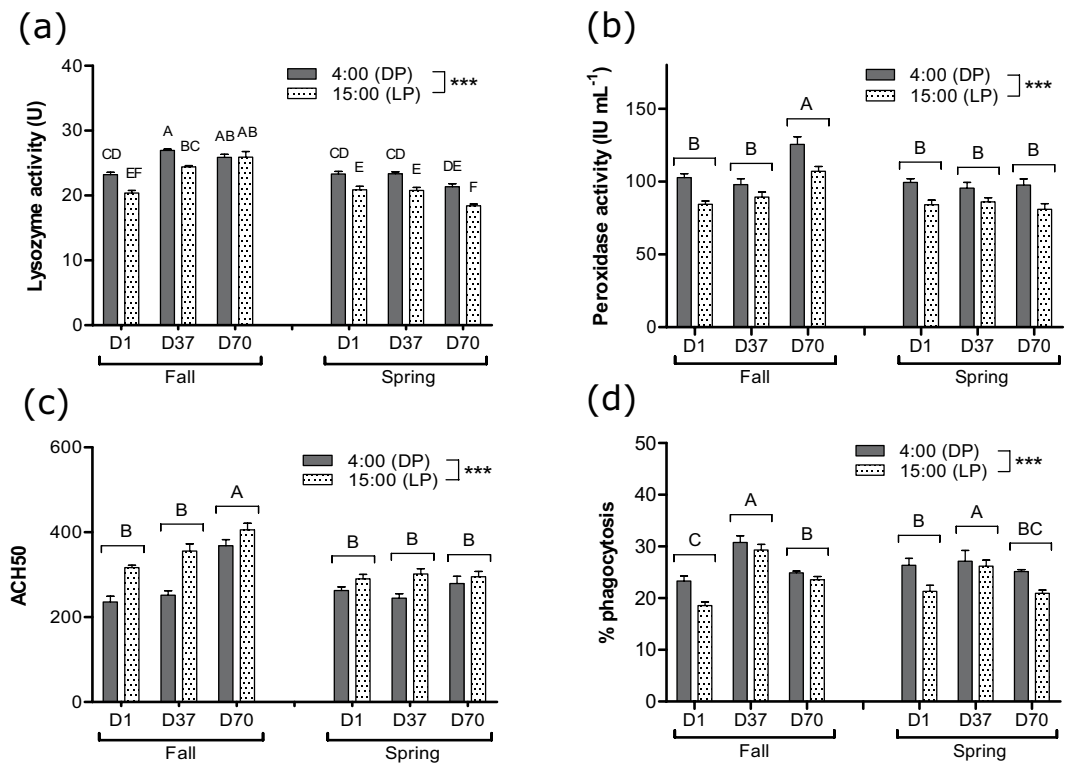 (a)
Lysozyme activity (U)
40
30
20
10
0
4:00 (DP)
15:00 (LP)
***
CD EF A BC AB AB CD E CD E DE F
D1 D37 D70 D1 D37 D70
Fall Spring
(b)
Peroxidase activity (IU mL-1)
150
100
50
0
4:00 (DP)
15:00 (LP)
***
B B A B B B
D1 D37 D70 D1 D37 D70
Fall Spring
(c)
ACH50
600
400
200
0
4:00 (DP)
15:00 (LP)
***
B B A B B B
D1 D37 D70 D1 D37 D70
Fall Spring
(d)
% phagocytosis
50
40
30
20
10
0
4:00 (DP)
15:00 (LP)
***
C A B B A BC
D1 D37 D70 D1 D37 D70
Fall Spring